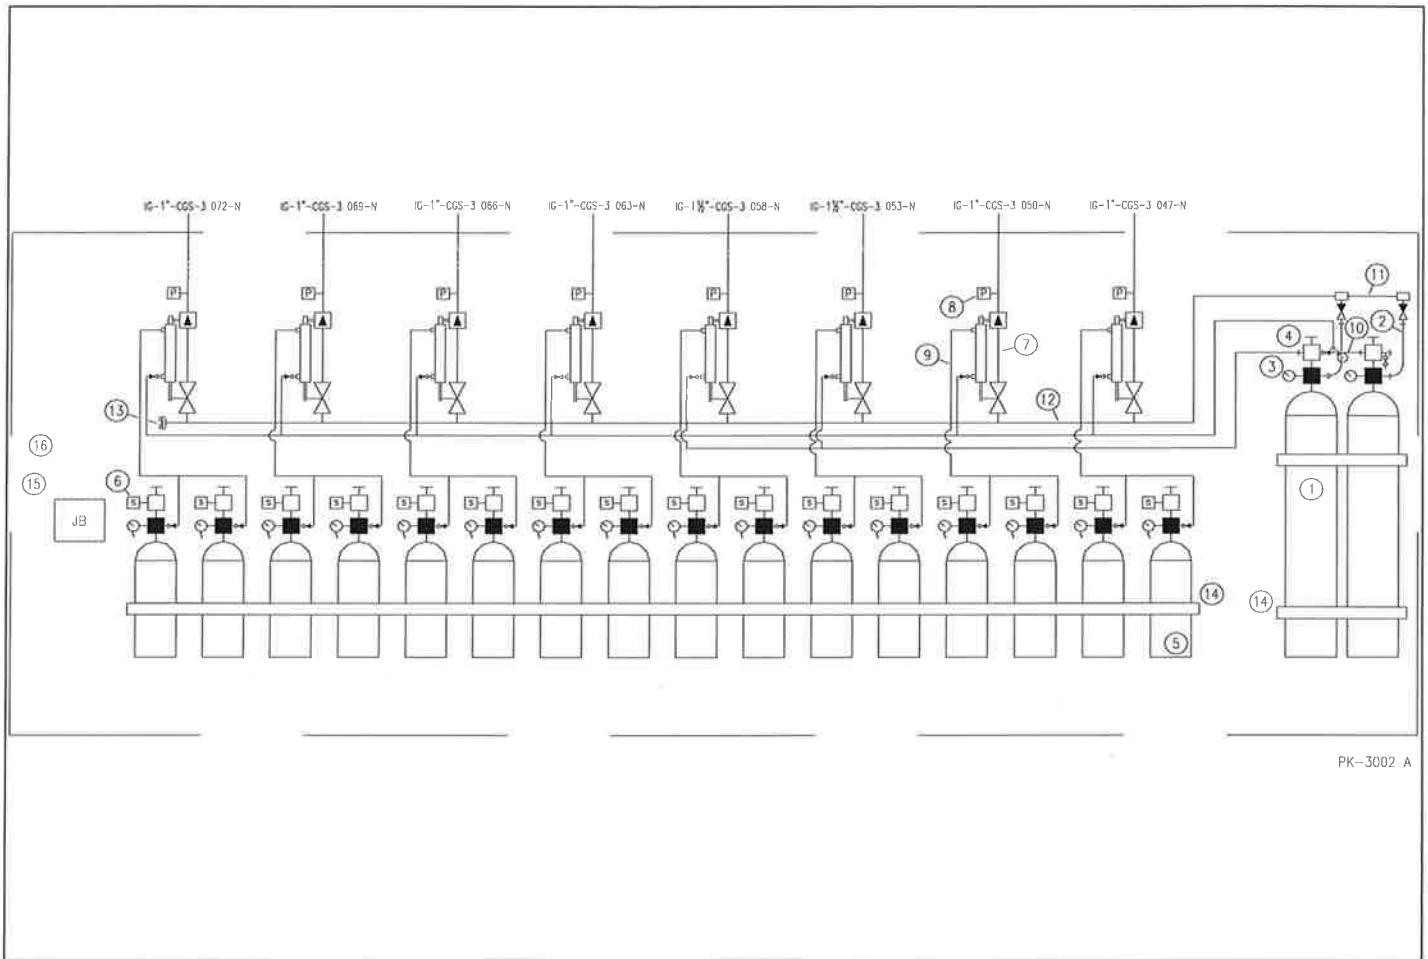 IG-1"-CGS-3 072-N
IG-1"-CGS-3 069-N
IG-1"-CGS-3 066-N
IG-1"-CGS-3 063-N
IG-1½"-CGS-3 058-N
IG-1½"-CGS-3 053-N
IG-1"-CGS-3 050-N
IG-1"-CGS-3 047-N
11
P P P P P P 8 P P
2
4 10
9 7
3
13 12
16
15 6
1
S S S S S S S S S S S S S S S S
JB
14
14
5
PK-3002 A